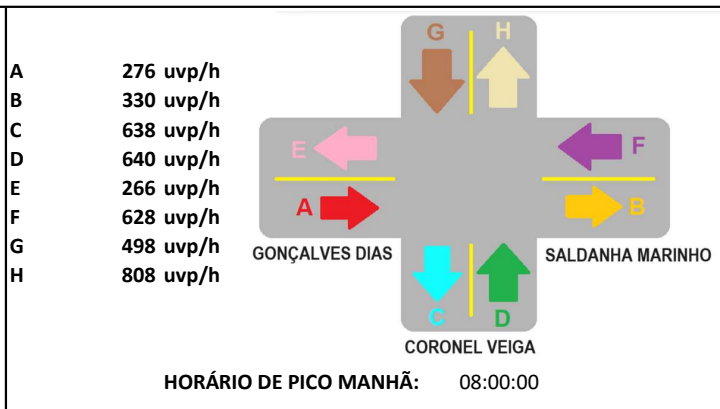 A 276 uvp/h
B 330 uvp/h
C 638 uvp/h
D 640 uvp/h
E 266 uvp/h
F 628 uvp/h
G 498 uvp/h
H 808 uvp/h
G H
E F
A B
GONÇALVES DIAS SALDANHA MARINHO
C D
CORONEL VEIGA
HORÁRIO DE PICO MANHÃ: 08:00:00